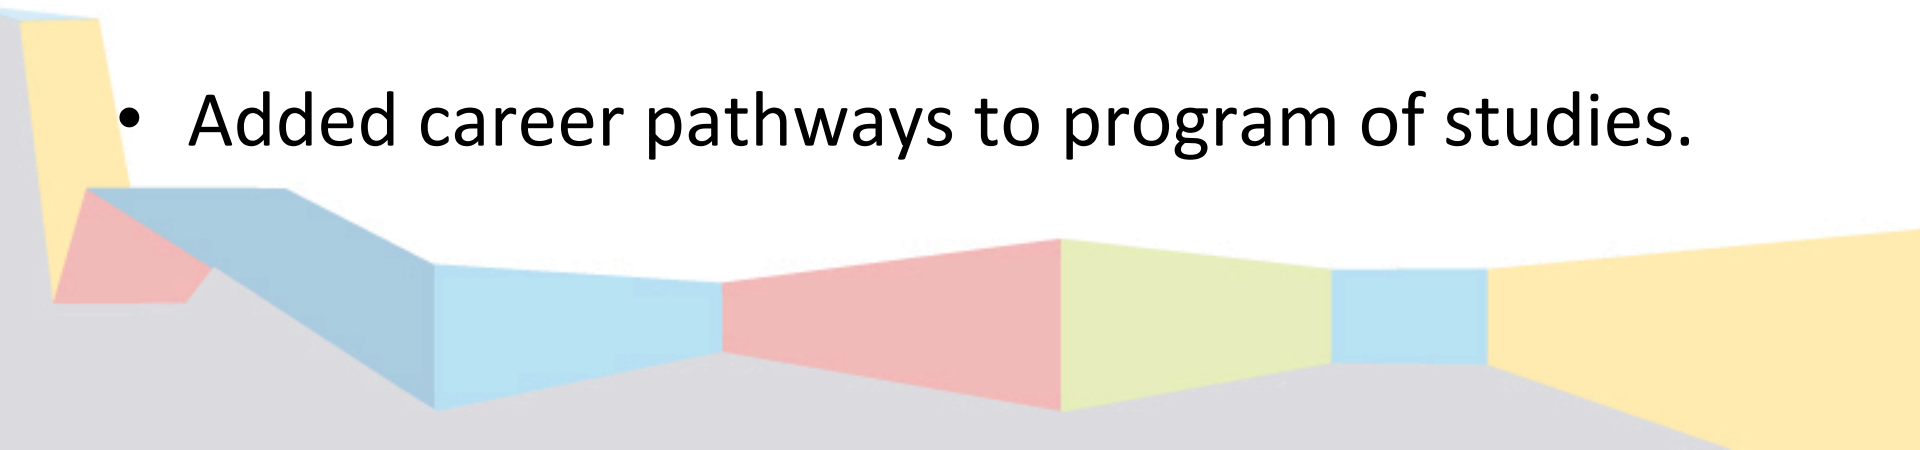 • Added career pathways to program of studies.